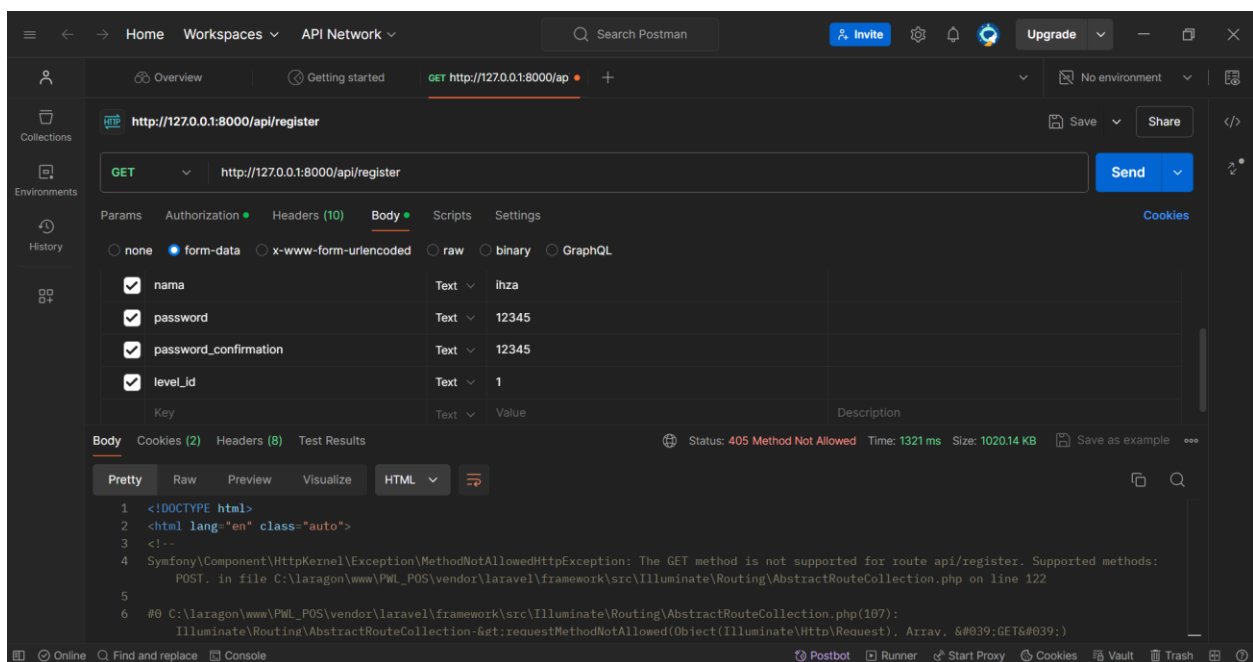 Home Workspaces API Network Search Postman Invite Upgrade
Overview Getting started GET http://127.0.0.1:8000/ap No environment
HTTP http://127.0.0.1:8000/api/register Save Share
Collections
GET http://127.0.0.1:8000/api/register Send
Environments
Params Authorization Headers (10) Body Scripts Settings Cookies
History
none form-data x-www-form-urlencoded raw binary GraphQL
nama Text ihza
password Text 12345
password_confirmation Text 12345
level_id Text 1
Key Text Value Description
Body Cookies (2) Headers (8) Test Results Status: 405 Method Not Allowed Time: 1321 ms Size: 1020.14 KB Save as example
Pretty Raw Preview Visualize HTML
1 <!DOCTYPE html>
2 <html lang="en" class="auto">
3 <!--
4 Symfony\Component\HttpKernel\Exception\MethodNotAllowedHttpException: The GET method is not supported for route api/register. Supported methods:
POST. in file C:\laragon\www\PWL_POS\vendor\laravel\framework\src\Illuminate\Routing\AbstractRouteCollection.php on line 122
5
6 #0 C:\laragon\www\PWL_POS\vendor\laravel\framework\src\Illuminate\Routing\AbstractRouteCollection.php(107):
Illuminate\Routing\AbstractRouteCollection-&gt;requestMethodNotAllowed(Object(Illuminate\Http\Request), Array, &#039;GET&#039;)
Online Find and replace Console Postbot Runner Start Proxy Cookies Vault Trash